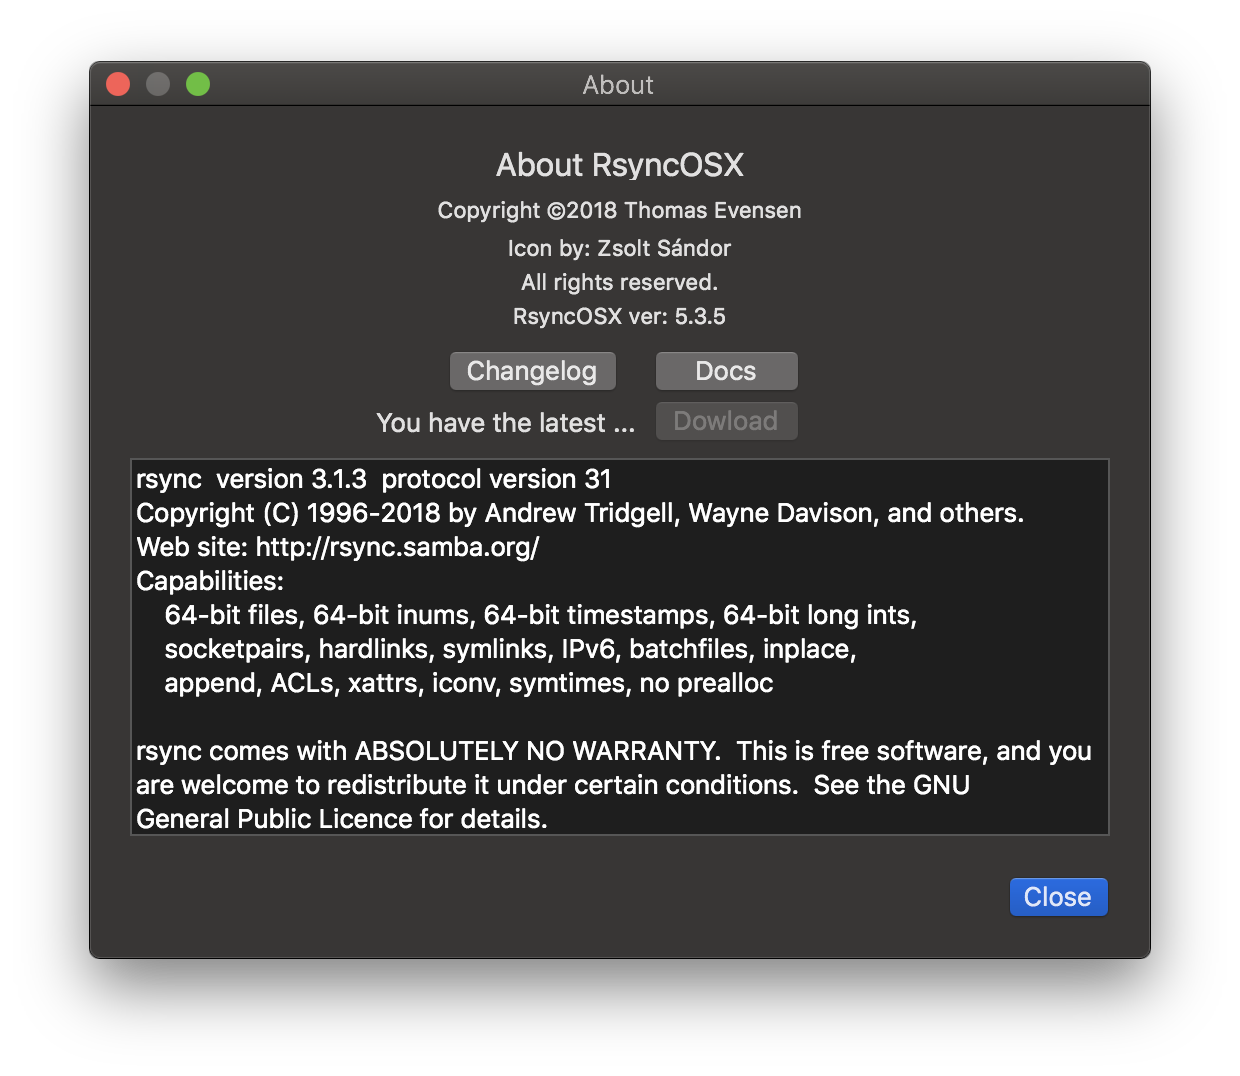 About
About RsyncOSX
Copyright ©2018 Thomas Evensen
Icon by: Zsolt Sándor
All rights reserved.
RsyncOSX ver: 5.3.5
Changelog Docs
You have the latest ... Dowload
rsync  version 3.1.3  protocol version 31
Copyright (C) 1996-2018 by Andrew Tridgell, Wayne Davison, and others.
Web site: http://rsync.samba.org/
Capabilities:
    64-bit files, 64-bit inums, 64-bit timestamps, 64-bit long ints,
    socketpairs, hardlinks, symlinks, IPv6, batchfiles, inplace,
    append, ACLs, xattrs, iconv, symtimes, no prealloc
rsync comes with ABSOLUTELY NO WARRANTY.  This is free software, and you
are welcome to redistribute it under certain conditions.  See the GNU
General Public Licence for details.
Close